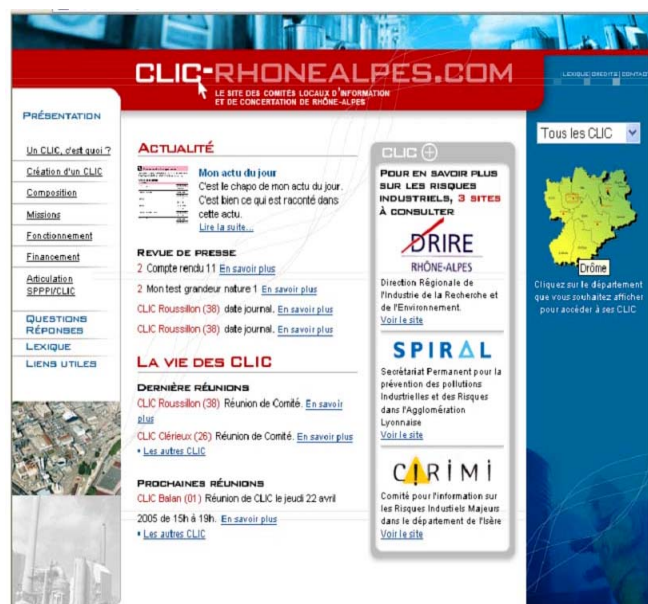 CLIC-RHONEALPES.COM
LE SITE DES COMITÉS LOCAUX D'INFORMATION
ET DE CONCERTATION DE RHÔNE-ALPES
LEXIQUE|CREDITS|CONTACT
PRÉSENTATION
Un CLIC, c'est quoi ?
Création d'un CLIC
Composition
Missions
Fonctionnement
Financement
Articulation
SPPPI/CLIC
QUESTIONS
RÉPONSES
LEXIQUE
LIENS UTILES
ACTUALITÉ
Mon actu du jour
C'est le chapo de mon actu du jour.
C'est bien ce qui est raconté dans
cette actu.
Lire la suite...
REVUE DE PRESSE
2 Compte rendu 11 En savoir plus
2 Mon test grandeur nature 1 En savoir plus
CLIC Roussillon (38) date journal. En savoir plus
CLIC Roussillon (38) date journal. En savoir plus
LA VIE DES CLIC
DERNIÈRE RÉUNIONS
CLIC Roussillon (38) Réunion de Comité. En savoir
plus
CLIC Clérieux (26) Réunion de Comité. En savoir plus
• Les autres CLIC
PROCHAINES RÉUNIONS
CLIC Balan (01) Réunion de CLIC le jeudi 22 avril
2005 de 15h à 19h. En savoir plus
• Les autres CLIC
CLIC +
POUR EN SAVOIR PLUS
SUR LES RISQUES
INDUSTRIELS, 3 SITES
À CONSULTER
DRIRE
RHÔNE-ALPES
Direction Régionale de
l'Industrie de la Recherche et
de l'Environnement.
Voir le site
SPIRAL
Secrétariat Permanent pour la
prévention des pollutions
Industrielles et des Risques
dans l'Agglomération
Lyonnaise
Voir le site
CIRIMI
Comité pour l'information sur
les Risques Industiels Majeurs
dans le département de l'Isère
Voir le site
Tous les CLIC
Drôme
Cliquez sur le département
que vous souhaitez afficher
pour accéder à ses CLIC